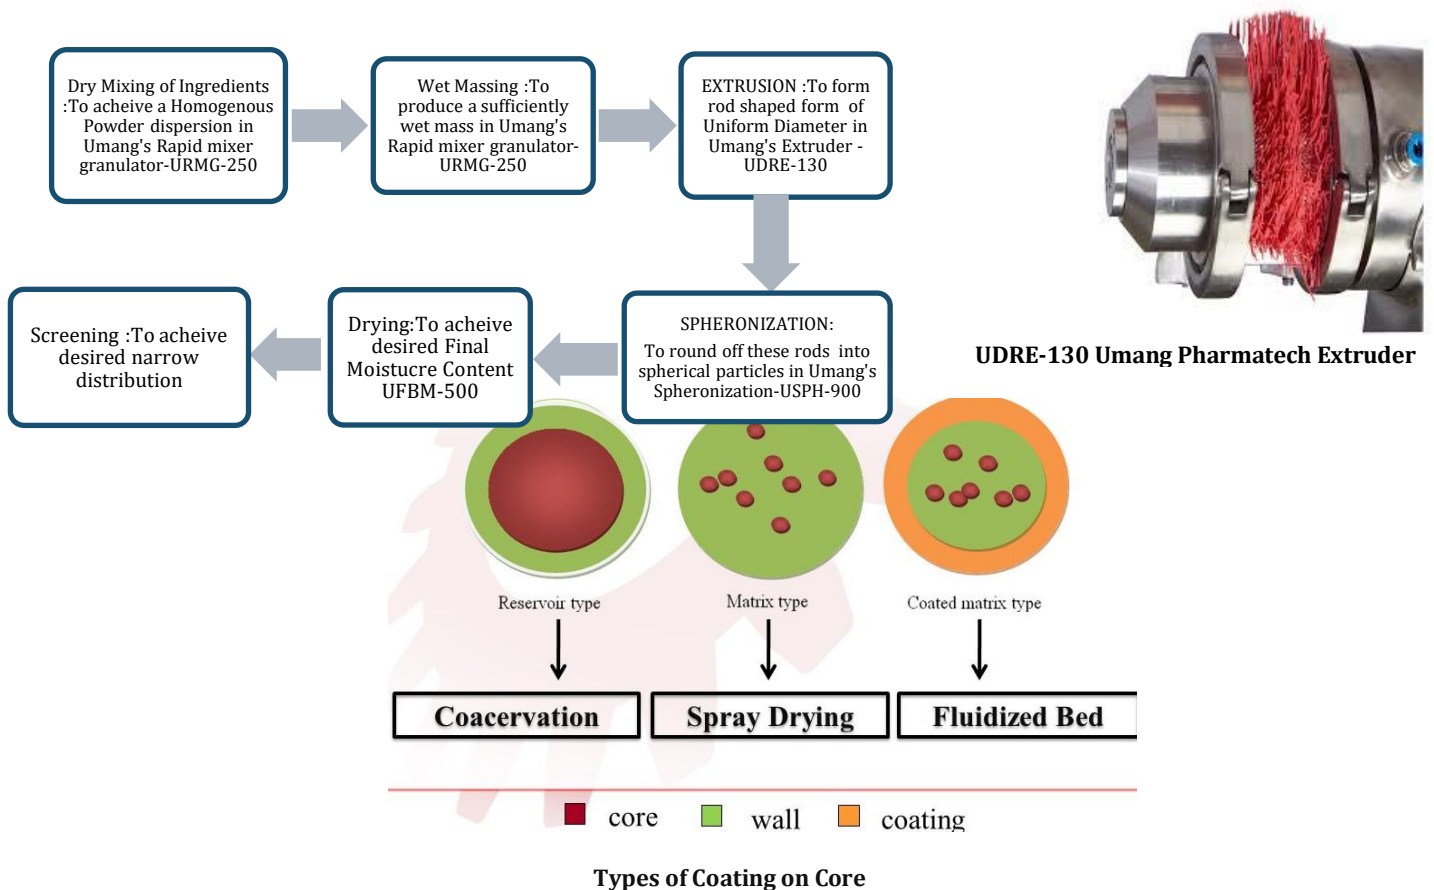 Dry Mixing of Ingredients
:To acheive a Homogenous
Powder dispersion in
Umang's Rapid mixer
granulator-URMG-250
Wet Massing :To
produce a sufficiently
wet mass in Umang's
Rapid mixer granulator-
URMG-250
EXTRUSION :To form
rod shaped form of
Uniform Diameter in
Umang's Extruder -
UDRE-130
UDRE-130 Umang Pharmatech Extruder
SPHERONIZATION:
To round off these rods into
spherical particles in Umang's
Spheronization-USPH-900
Drying:To acheive
desired Final
Moistucre Content
UFBM-500
Screening :To acheive
desired narrow
distribution
Reservoir type
Matrix type
Coated matrix type
Coacervation
Spray Drying
Fluidized Bed
core
wall
coating
Types of Coating on Core